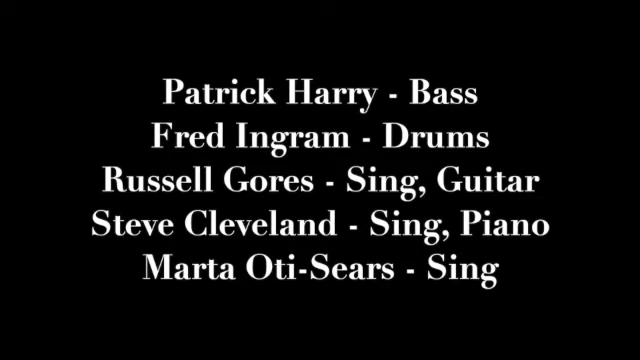 Patrick Harry - Bass
Fred Ingram - Drums
Russell Gores - Sing, Guitar
Steve Cleveland - Sing, Piano
Marta Oti-Sears - Sing